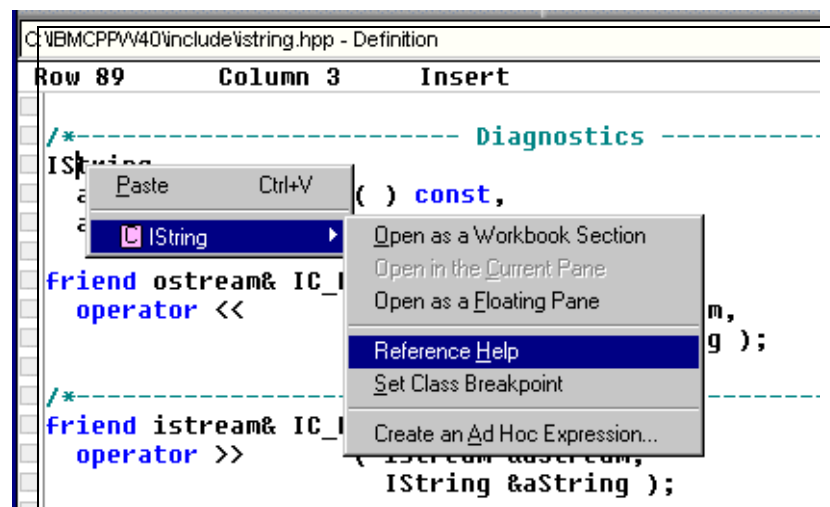 C:\IBMCPPW40\include\istring.hpp - Definition
Row 89 Column 3 Insert
/*------------------------- Diagnostics ----------
IString
Paste Ctrl+V
( ) const,
IString
Open as a Workbook Section
Open in the Current Pane
Open as a Floating Pane
friend ostream& IC_
operator <<
m,
Reference Help
g );
Set Class Breakpoint
/*
friend istream& IC_
Create an Ad Hoc Expression...
operator >> ( istream &aStream,
IString &aString );